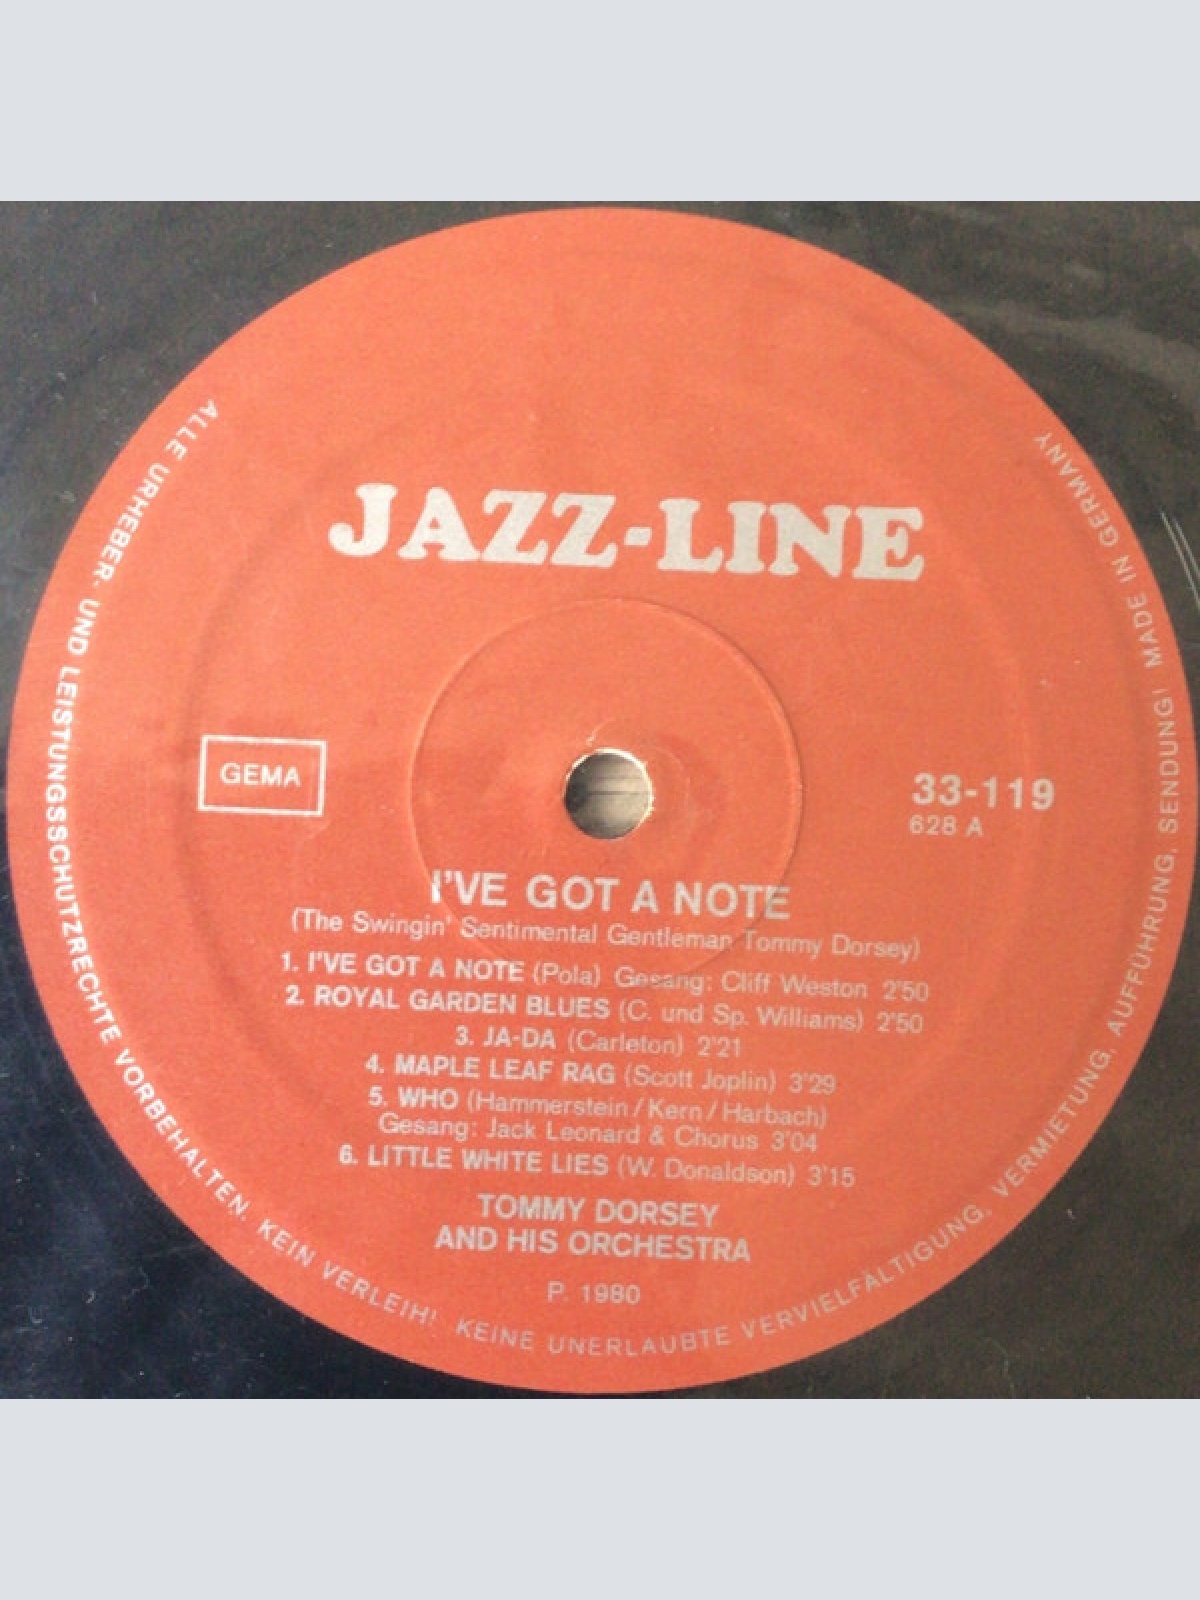 JAZZ-LINE
GEMA
33-119
628 A
I'VE GOT A NOTE
(The Swingin' Sentimental Gentleman Tommy Dorsey)
1. I'VE GOT A NOTE (Pola) Gesang: Cliff Weston 2'50
2. ROYAL GARDEN BLUES (C. und Sp. Williams) 2'50
3. JA-DA (Carleton) 2'21
4. MAPLE LEAF RAG (Scott Joplin) 3'29
5. WHO (Hammerstein/Kern/Harbach)
Gesang: Jack Leonard & Chorus 3'04
6. LITTLE WHITE LIES (W. Donaldson) 3'15
TOMMY DORSEY
AND HIS ORCHESTRA
P. 1980
ALLE URHEBER- UND LEISTUNGSSCHUTZRECHTE VORBEHALTEN. KEIN VERLEIH! KEINE UNERLAUBTE VERVIELFÄLTIGUNG, VERMIETUNG, AUFFÜHRUNG, SENDUNG! MADE IN GERMANY